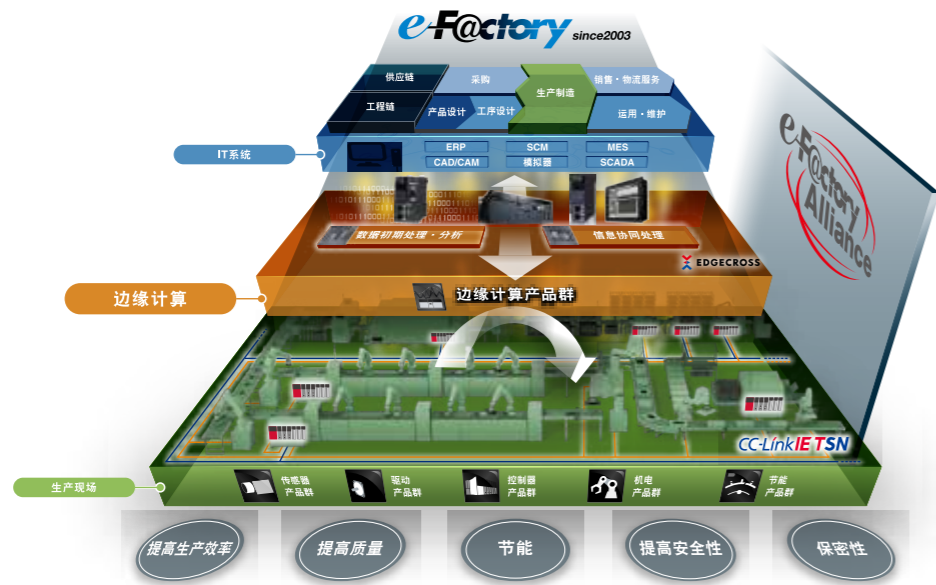 e-F@ctory since2003
供应链
采购
生产制造
销售・物流服务
工程链
产品设计
工序设计
运用・维护
IT系统
ERP
SCM
MES
CAD/CAM
模拟器
SCADA
数据初期处理・分析
信息协同处理
EDGECROSS
边缘计算
边缘计算产品群
e-F@ctory
Alliance
CC-Link IE TSN
生产现场
传感器
产品群
驱动
产品群
控制器
产品群
机电
产品群
节能
产品群
提高生产效率
提高质量
节能
提高安全性
保密性